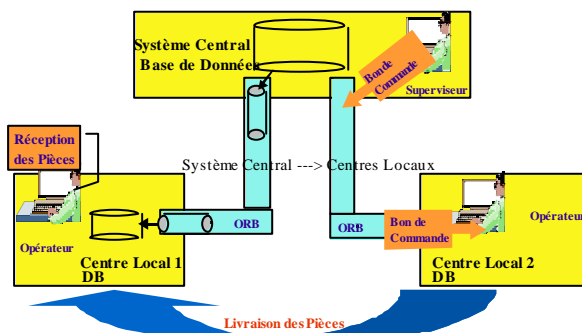 Système Central
Base de Données
Bon de
Commande
Superviseur
Réception
des Pièces
Système Central ---> Centres Locaux
Opérateur
ORB
Centre Local 1
DB
ORB
Bon de
Commande
Opérateur
Centre Local 2
DB
Livraison des Pièces